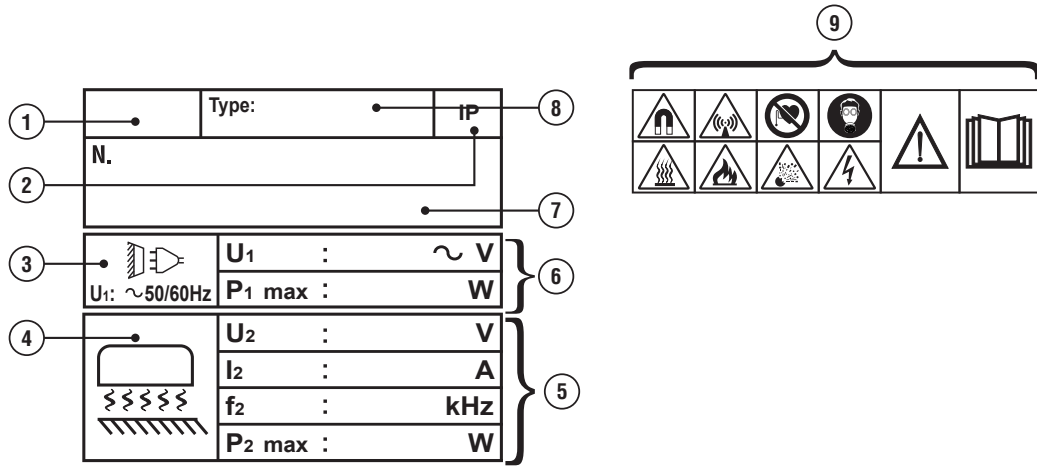 9
1
Type:
IP
8
N.
2
7
3
U1: ~50/60Hz
U1 : ~ V
P1 max : W
6
4
U2 : V
I2 : A
f2 : kHz
P2 max : W
5